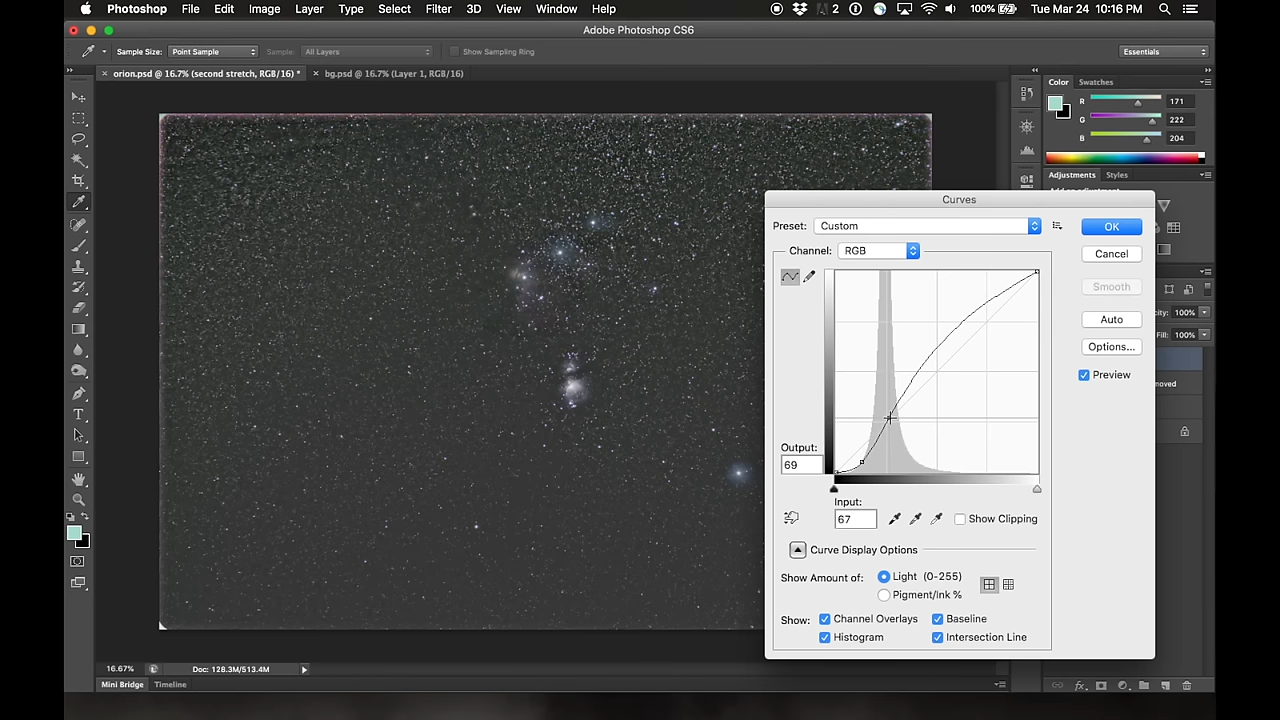 Photoshop File Edit Image Layer Type Select Filter 3D View Window Help 2 100% Tue Mar 24 10:16 PM
Adobe Photoshop CS6
Sample Size: Point Sample Sample: All Layers Show Sampling Ring Essentials
orion.psd @ 16.7% (second stretch, RGB/16) * bg.psd @ 16.7% (Layer 1, RGB/16)
Color Swatches
R 171
G 222
B 204
Adjustments Styles
Curves
Preset: Custom OK
Channel: RGB Cancel
Smooth
100%
Auto
Fill: 100%
Options...
Preview
Output:
69
Input:
67 Show Clipping
Curve Display Options
Show Amount of: Light (0-255)
Pigment/Ink %
Show: Channel Overlays Baseline
Histogram Intersection Line
16.67% Doc: 128.3M/513.4M
Mini Bridge Timeline